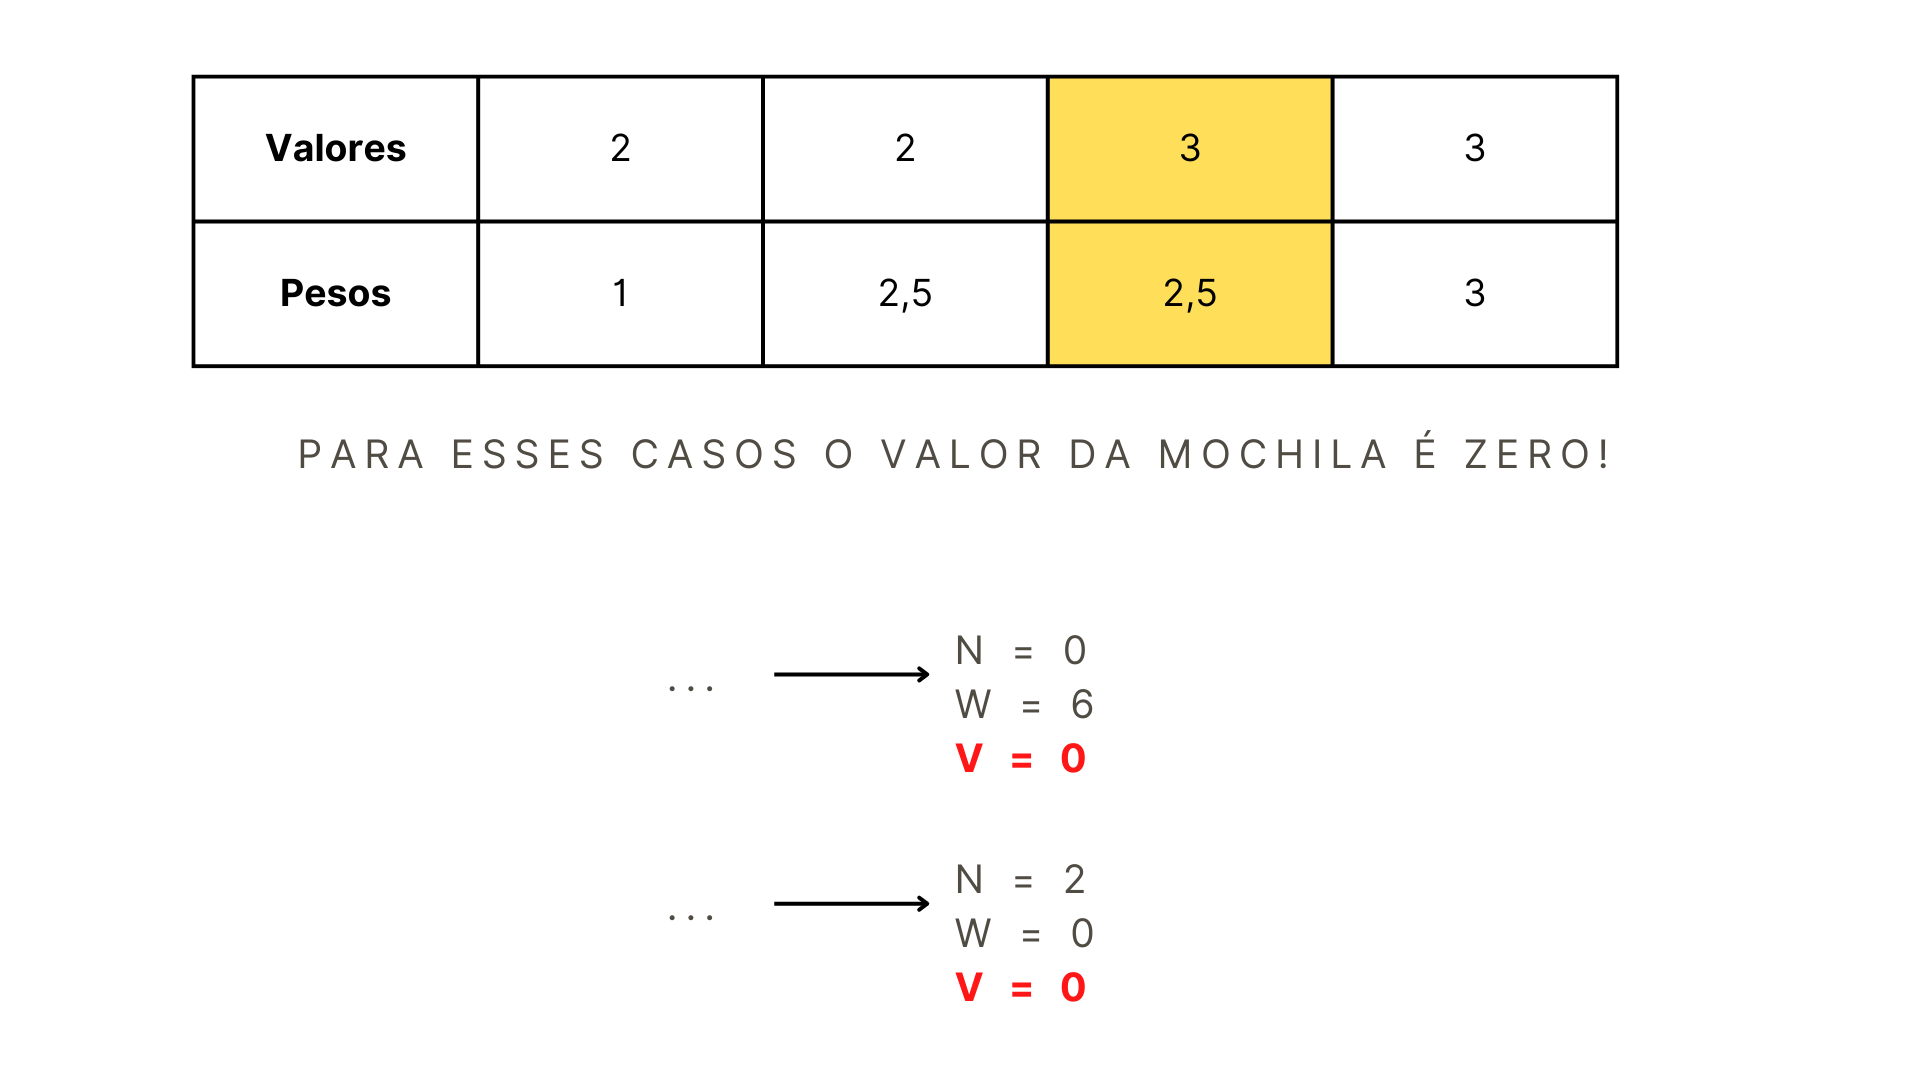 Valores 2 2 3 3
Pesos 1 2,5 2,5 3
PARA ESSES CASOS O VALOR DA MOCHILA É ZERO!
N = 0
... W = 6
V = 0
N = 2
... W = 0
V = 0